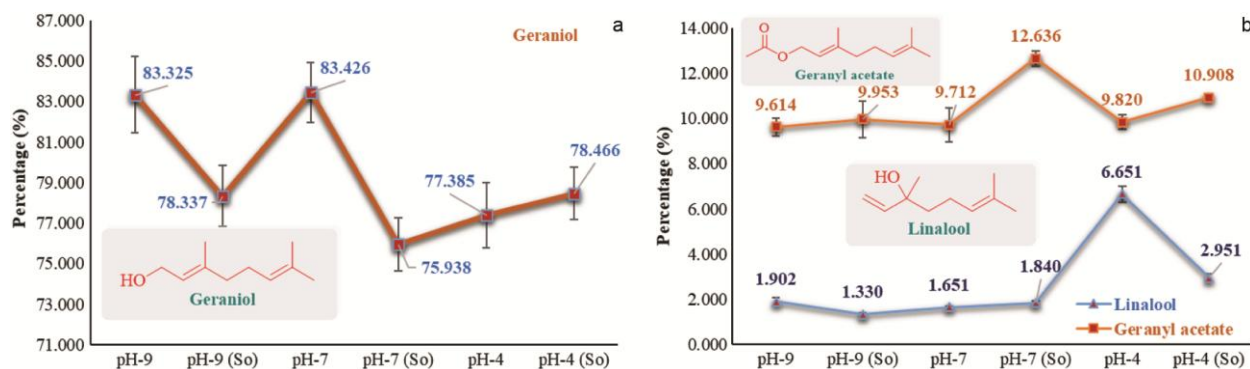 a
Geraniol
Percentage (%)
87.000
85.000
83.000
81.000
79.000
77.000
75.000
73.000
71.000
83.325
78.337
83.426
75.938
77.385
78.466
HO
Geraniol
pH-9 pH-9 (So) pH-7 pH-7 (So) pH-4 pH-4 (So)
b
Percentage (%)
14.000
12.000
10.000
8.000
6.000
4.000
2.000
0.000
O
O
Geranyl acetate
9.614 9.953 9.712 12.636 9.820 10.908
HO
Linalool
1.902 1.330 1.651 1.840 6.651 2.951
Linalool
Geranyl acetate
pH-9 pH-9 (So) pH-7 pH-7 (So) pH-4 pH-4 (So)